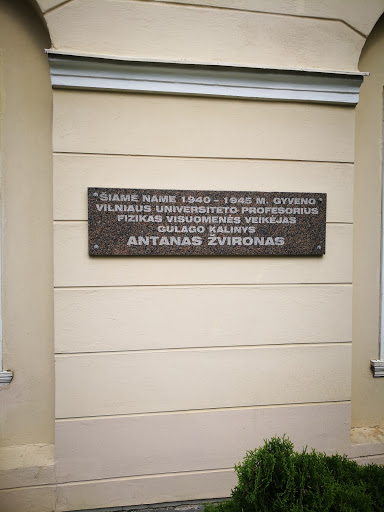 ŠIAME NAME 1940 - 1945 M. GYVENO
VILNIAUS UNIVERSITETO PROFESORIUS
FIZIKAS VISUOMENĖS VEIKĖJAS
GULAGO KALINYS
ANTANAS ŽVIRONAS